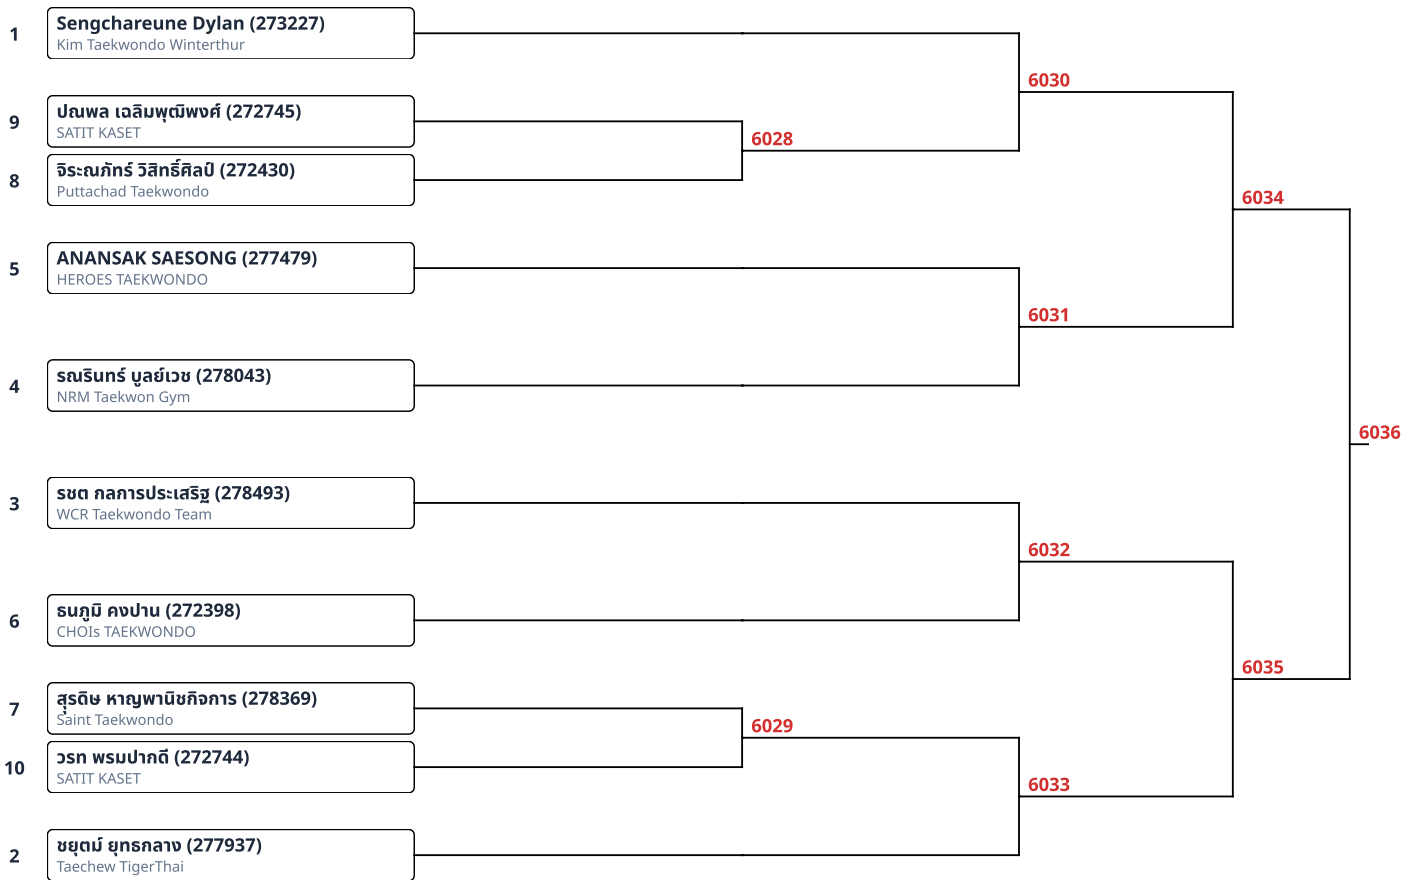 1
Sengchareune Dylan (273227)
Kim Taekwondo Winterthur
6030
9
ปณพล เฉลิมพุฒิพงศ์ (272745)
SATIT KASET
6028
8
จิระณภัทร์ วิสิทธิ์ศิลป์ (272430)
Puttachad Taekwondo
6034
5
ANANSAK SAESONG (277479)
HEROES TAEKWONDO
6031
4
รณรินทร์ บูลย์เวช (278043)
NRM Taekwon Gym
6036
3
รชต กลการประเสริฐ (278493)
WCR Taekwondo Team
6032
6
ธนภูมิ คงปาน (272398)
CHOIs TAEKWONDO
6035
7
สุรดิษ หาญพานิชกิจการ (278369)
Saint Taekwondo
6029
10
วรท พรมปากดี (272744)
SATIT KASET
6033
2
ชยุตม์ ยุทธกลาง (277937)
Taechew TigerThai